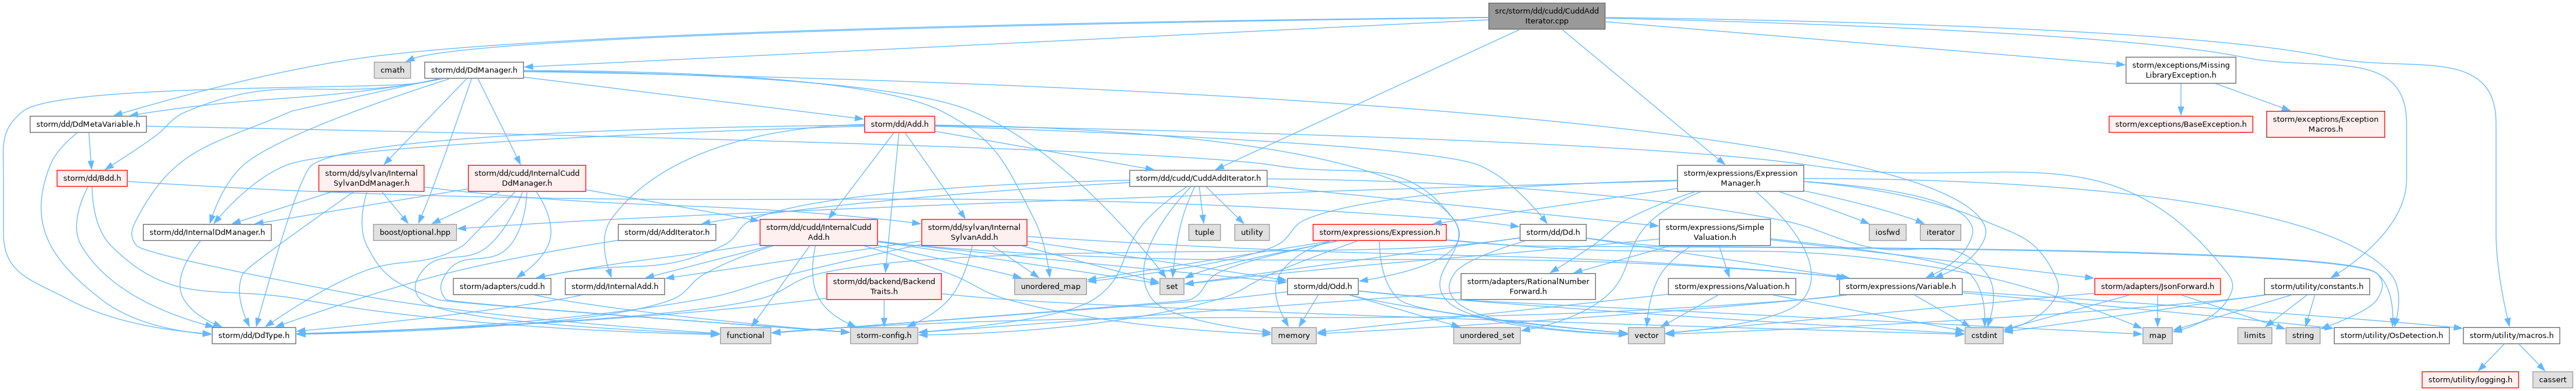 src/storm/dd/cudd/CuddAdd
Iterator.cpp
cmath
storm/dd/DdManager.h
storm/exceptions/Missing
LibraryException.h
storm/dd/DdMetaVariable.h
storm/dd/Add.h
storm/exceptions/BaseException.h
storm/exceptions/Exception
Macros.h
storm/dd/Bdd.h
storm/dd/sylvan/Internal
SylvanDdManager.h
storm/dd/cudd/InternalCudd
DdManager.h
storm/dd/cudd/CuddAddIterator.h
storm/expressions/Expression
Manager.h
storm/dd/InternalDdManager.h
boost/optional.hpp
storm/dd/AddIterator.h
storm/dd/cudd/InternalCudd
Add.h
storm/dd/sylvan/Internal
SylvanAdd.h
tuple
utility
storm/expressions/Expression.h
storm/dd/Dd.h
storm/expressions/Simple
Valuation.h
iosfwd
iterator
storm/adapters/cudd.h
storm/dd/InternalAdd.h
storm/dd/backend/Backend
Traits.h
unordered_map
set
storm/dd/Odd.h
storm/adapters/RationalNumber
Forward.h
storm/expressions/Valuation.h
storm/expressions/Variable.h
storm/adapters/JsonForward.h
storm/utility/constants.h
storm/dd/DdType.h
functional
storm-config.h
memory
unordered_set
vector
cstdint
map
limits
string
storm/utility/OsDetection.h
storm/utility/macros.h
storm/utility/logging.h
cassert